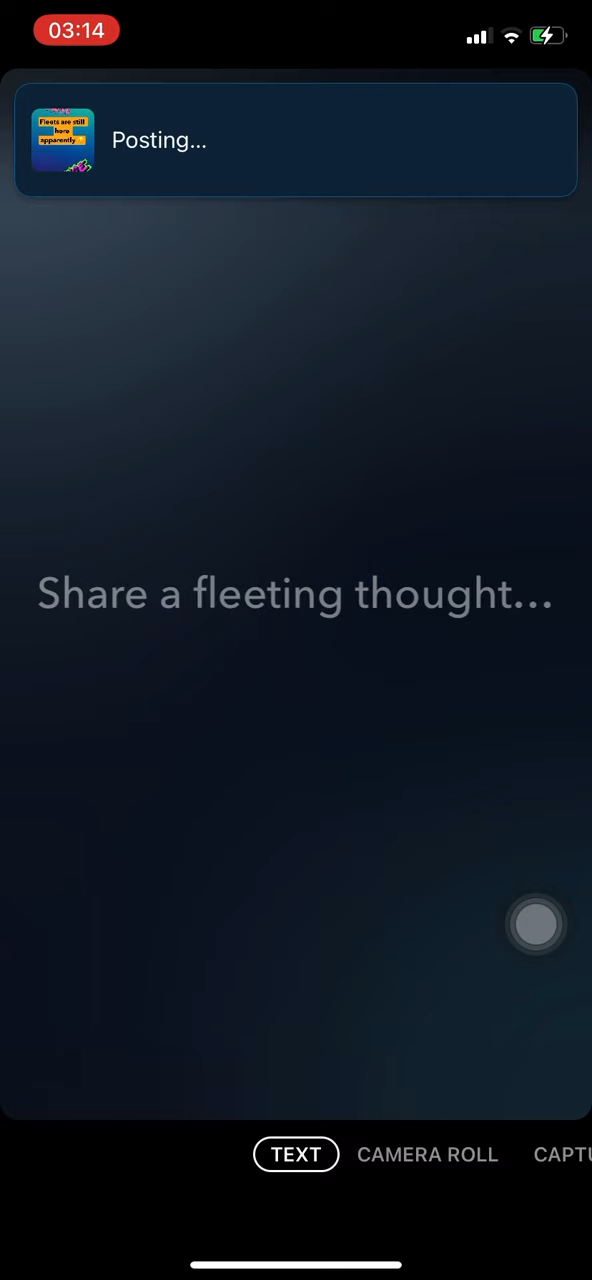 03:14
Fleets are still
here
apparently
Posting...
Share a fleeting thought...
TEXT
CAMERA ROLL
CAPTU